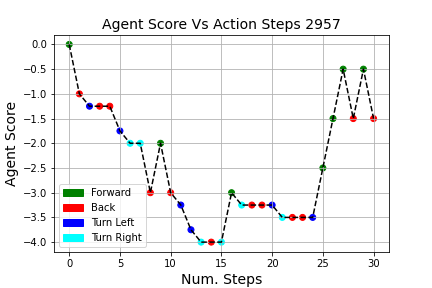 Agent Score Vs Action Steps 2957
Agent Score
0.0
−0.5
−1.0
−1.5
−2.0
−2.5
−3.0
−3.5
−4.0
Forward
Back
Turn Left
Turn Right
0 5 10 15 20 25 30
Num. Steps